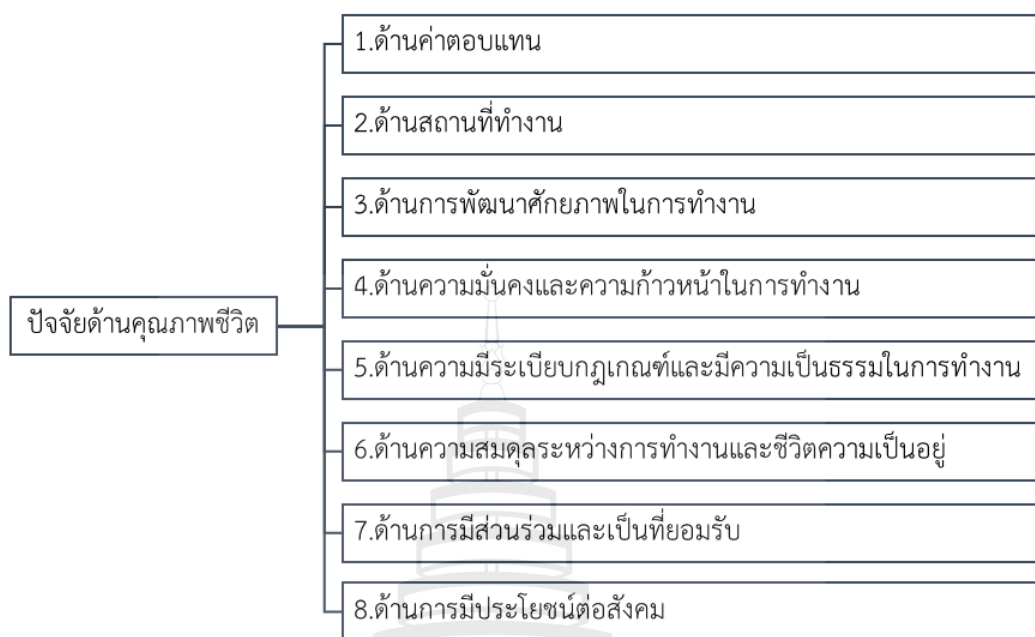 1.ด้านค่าตอบแทน
2.ด้านสถานที่ทำงาน
3.ด้านการพัฒนาศักยภาพในการทำงาน
4.ด้านความมั่นคงและความก้าวหน้าในการทำงาน
ปัจจัยด้านคุณภาพชีวิต
5.ด้านความมีระเบียบกฎเกณฑ์และมีความเป็นธรรมในการทำงาน
6.ด้านความสมดุลระหว่างการทำงานและชีวิตความเป็นอยู่
7.ด้านการมีส่วนร่วมและเป็นที่ยอมรับ
8.ด้านการมีประโยชน์ต่อสังคม